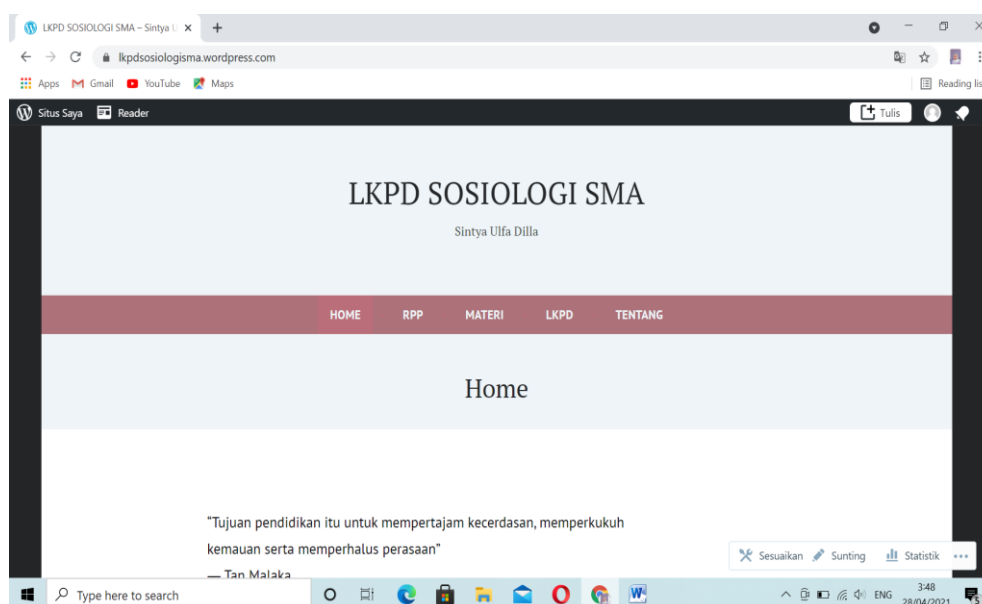 LKPD SOSIOLOGI SMA – Sintya U
lkpdsosiologisma.wordpress.com
Apps Gmail YouTube Maps Reading lis
Situs Saya Reader Tulis
LKPD SOSIOLOGI SMA
Sintya Ulfa Dilla
HOME RPP MATERI LKPD TENTANG
Home
“Tujuan pendidikan itu untuk mempertajam kecerdasan, memperkukuh
kemauan serta memperhalus perasaan”
— Tan Malaka
Sesuaikan Sunting Statistik
Type here to search ENG 3:48
28/04/2021